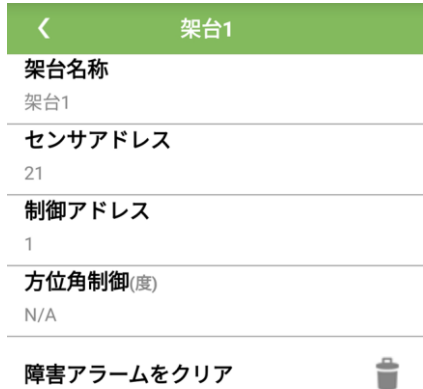 架台1
架台名称
架台1
センサアドレス
21
制御アドレス
1
方位角制御(度)
N/A
障害アラームをクリア